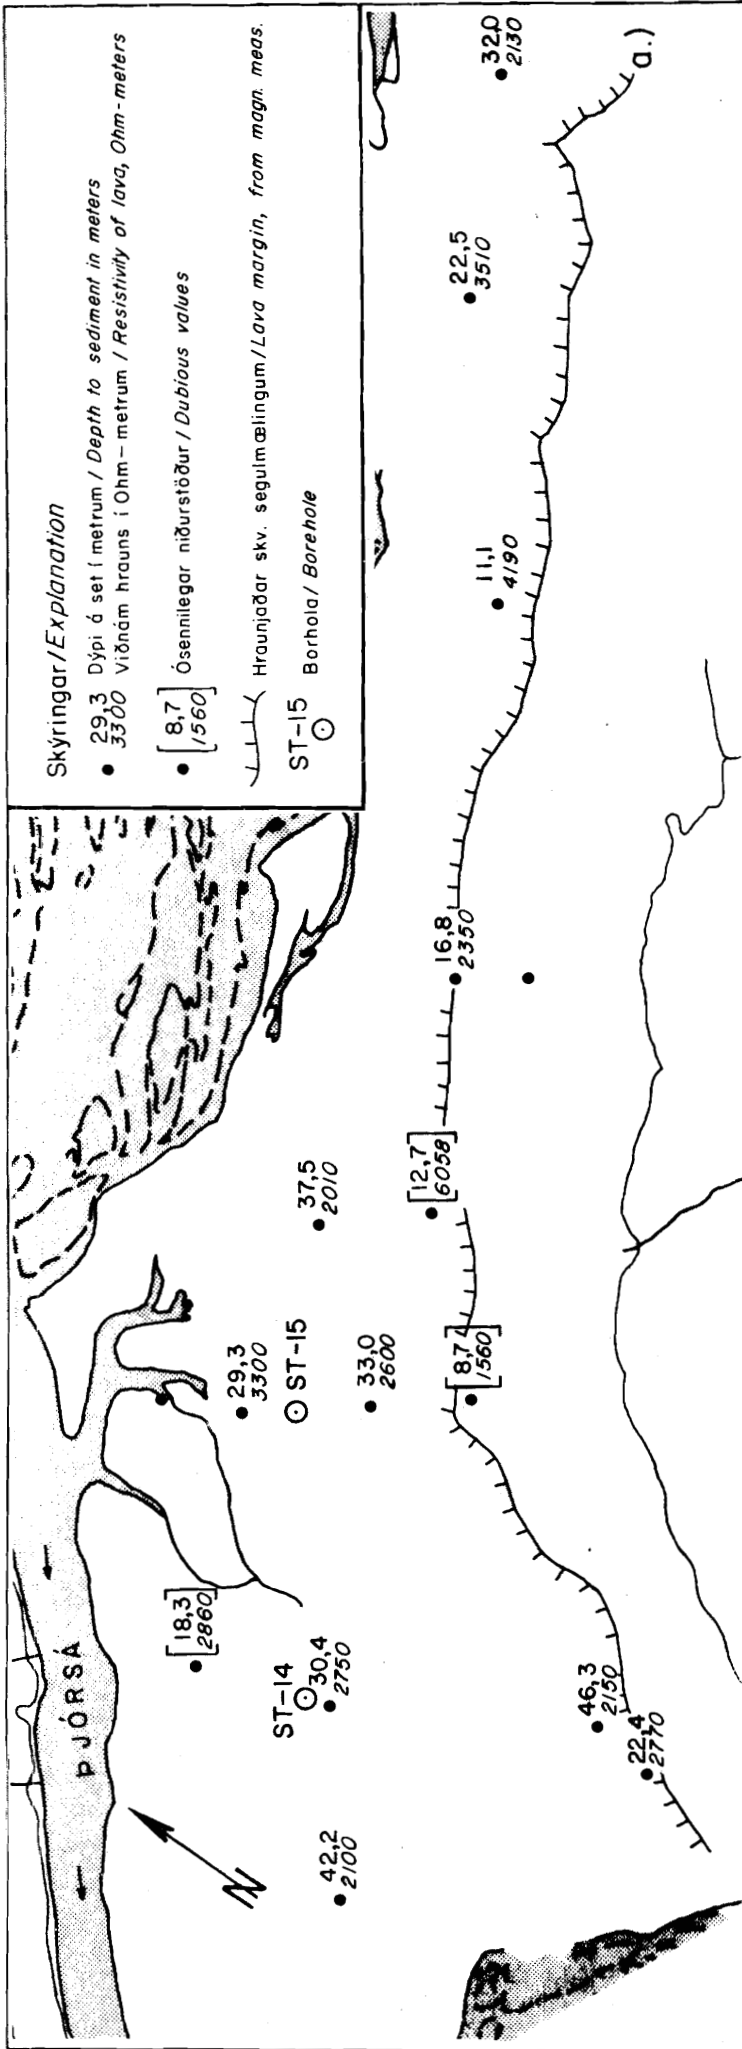 Skýringar/Explanation
29,3 Dýpi á set í metrum / Depth to sediment in meters
3300 Viðnám hrauns í Ohm-metrum / Resistivity of lava, Ohm-meters
[8,7] Ósennilegar niðurstöður / Dubious values
[1560]
Hraunjaðar skv. segulmælingum / Lava margin, from magn. meas.
ST-15 Borhola / Borehole
ÞJÓRSÁ
N
42,2
2100
[18,3]
[2860]
ST-14
30,4
2750
46,3
2150
22,4
2770
29,3
3300
ST-15
33,0
2600
[8,7]
[1560]
37,5
2010
[12,7]
[6058]
16,8
2350
11,1
4190
22,5
3510
32,0
2130
a.)